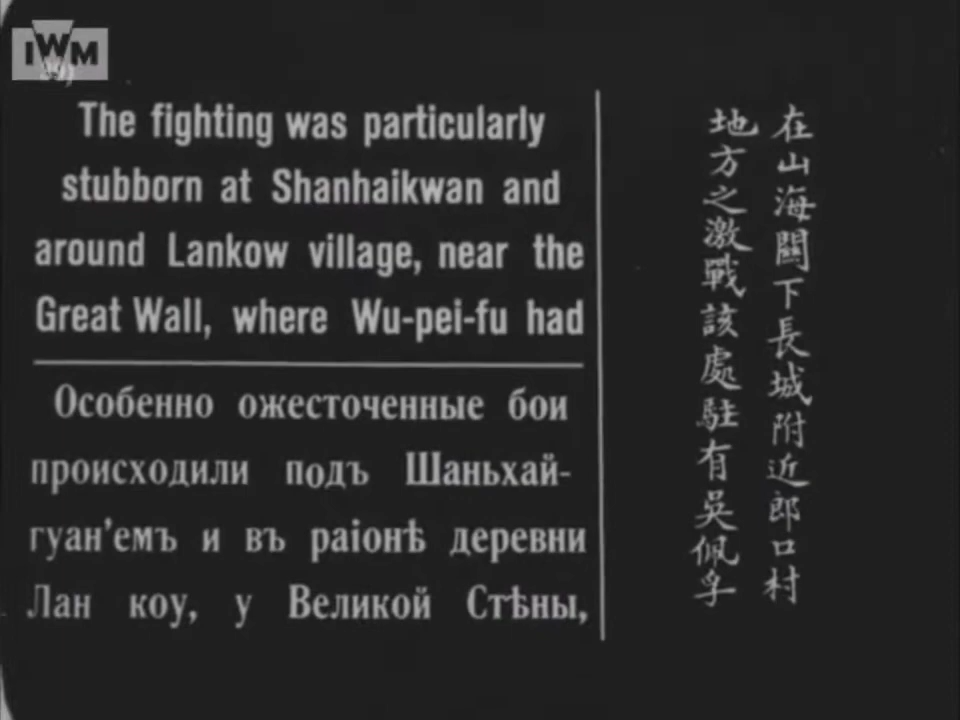 IWM
The fighting was particularly
stubborn at Shanhaikwan and
around Lankow village, near the
Great Wall, where Wu-pei-fu had
Особенно ожесточенные бои
происходили подъ Шаньхай-
гуан'емъ и въ раіонѣ деревни
Лан коу, у Великой Стѣны,
在山海關下長城附近郎口村
地方之激戰該處駐有吳佩孚